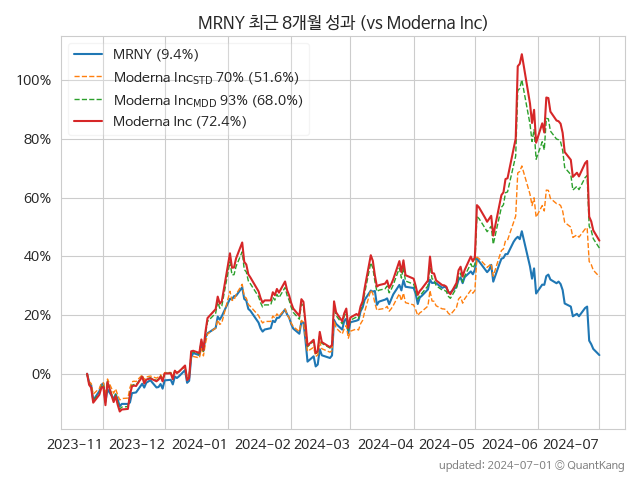 MRNY 최근 8개월 성과 (vs Moderna Inc)
MRNY (9.4%)
Moderna Inc_STD 70% (51.6%)
Moderna Inc_MDD 93% (68.0%)
Moderna Inc (72.4%)
100%
80%
60%
40%
20%
0%
2023-11 2023-12 2024-01 2024-02 2024-03 2024-04 2024-05 2024-06 2024-07
updated: 2024-07-01 © QuantKang